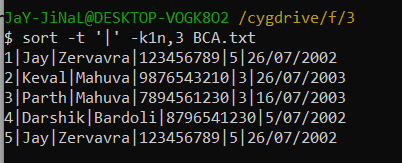 JaY-JiNaL@DESKTOP-VOGK8O2 /cygdrive/f/3
$ sort -t '|' -k1n,3 BCA.txt
1|Jay|Zervavra|123456789|5|26/07/2002
2|Keval|Mahuva|9876543210|3|26/07/2003
3|Parth|Mahuva|7894561230|3|16/07/2003
4|Darshik|Bardoli|8796541230|5/07/2002
5|Jay|Zervavra|123456789|5|26/07/2002